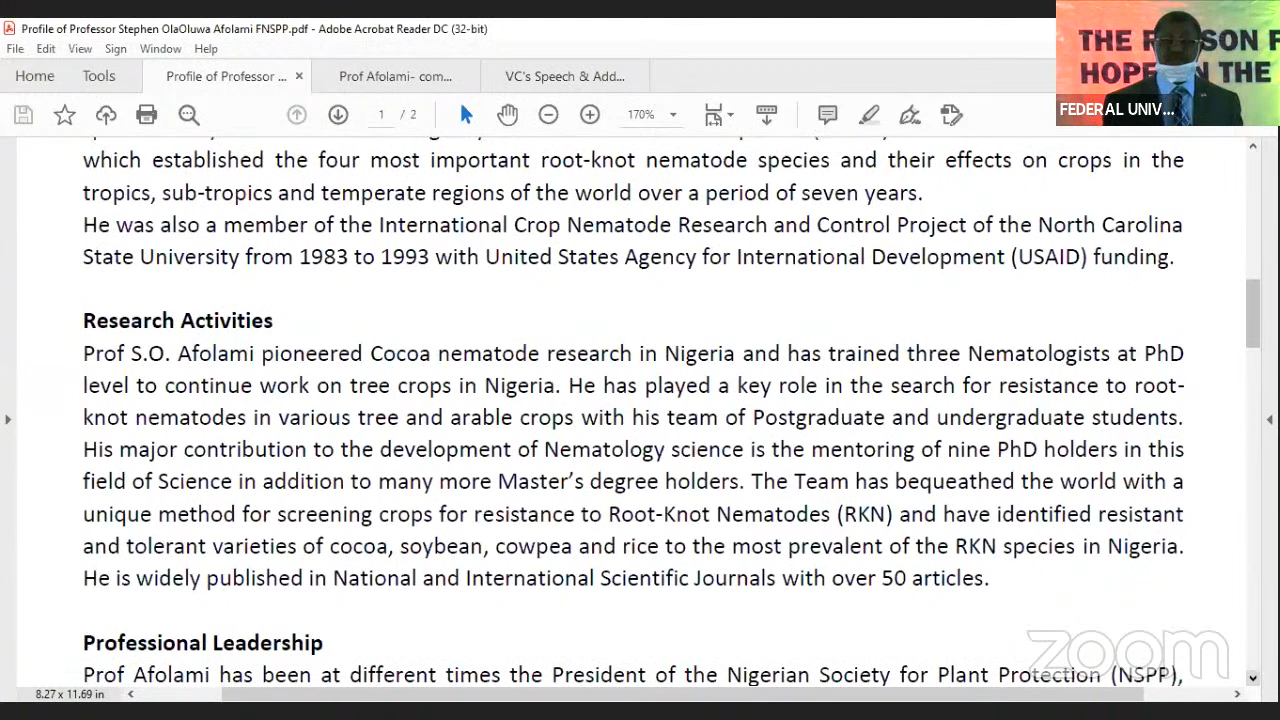 Profile of Professor Stephen OlaOluwa Afolami FNSPP.pdf - Adobe Acrobat Reader DC (32-bit)
File Edit View Sign Window Help
Home Tools Profile of Professor ... × Prof Afolami- com... VC's Speech & Add...
1 / 2 170%
THE SON F
HOPE THE
FEDERAL UNIV...
which established the four most important root-knot nematode species and their effects on crops in the
tropics, sub-tropics and temperate regions of the world over a period of seven years.
He was also a member of the International Crop Nematode Research and Control Project of the North Carolina
State University from 1983 to 1993 with United States Agency for International Development (USAID) funding.
Research Activities
Prof S.O. Afolami pioneered Cocoa nematode research in Nigeria and has trained three Nematologists at PhD
level to continue work on tree crops in Nigeria. He has played a key role in the search for resistance to root-
knot nematodes in various tree and arable crops with his team of Postgraduate and undergraduate students.
His major contribution to the development of Nematology science is the mentoring of nine PhD holders in this
field of Science in addition to many more Master's degree holders. The Team has bequeathed the world with a
unique method for screening crops for resistance to Root-Knot Nematodes (RKN) and have identified resistant
and tolerant varieties of cocoa, soybean, cowpea and rice to the most prevalent of the RKN species in Nigeria.
He is widely published in National and International Scientific Journals with over 50 articles.
Professional Leadership
Prof Afolami has been at different times the President of the Nigerian Society for Plant Protection (NSPP),
zoom
8.27 x 11.69 in